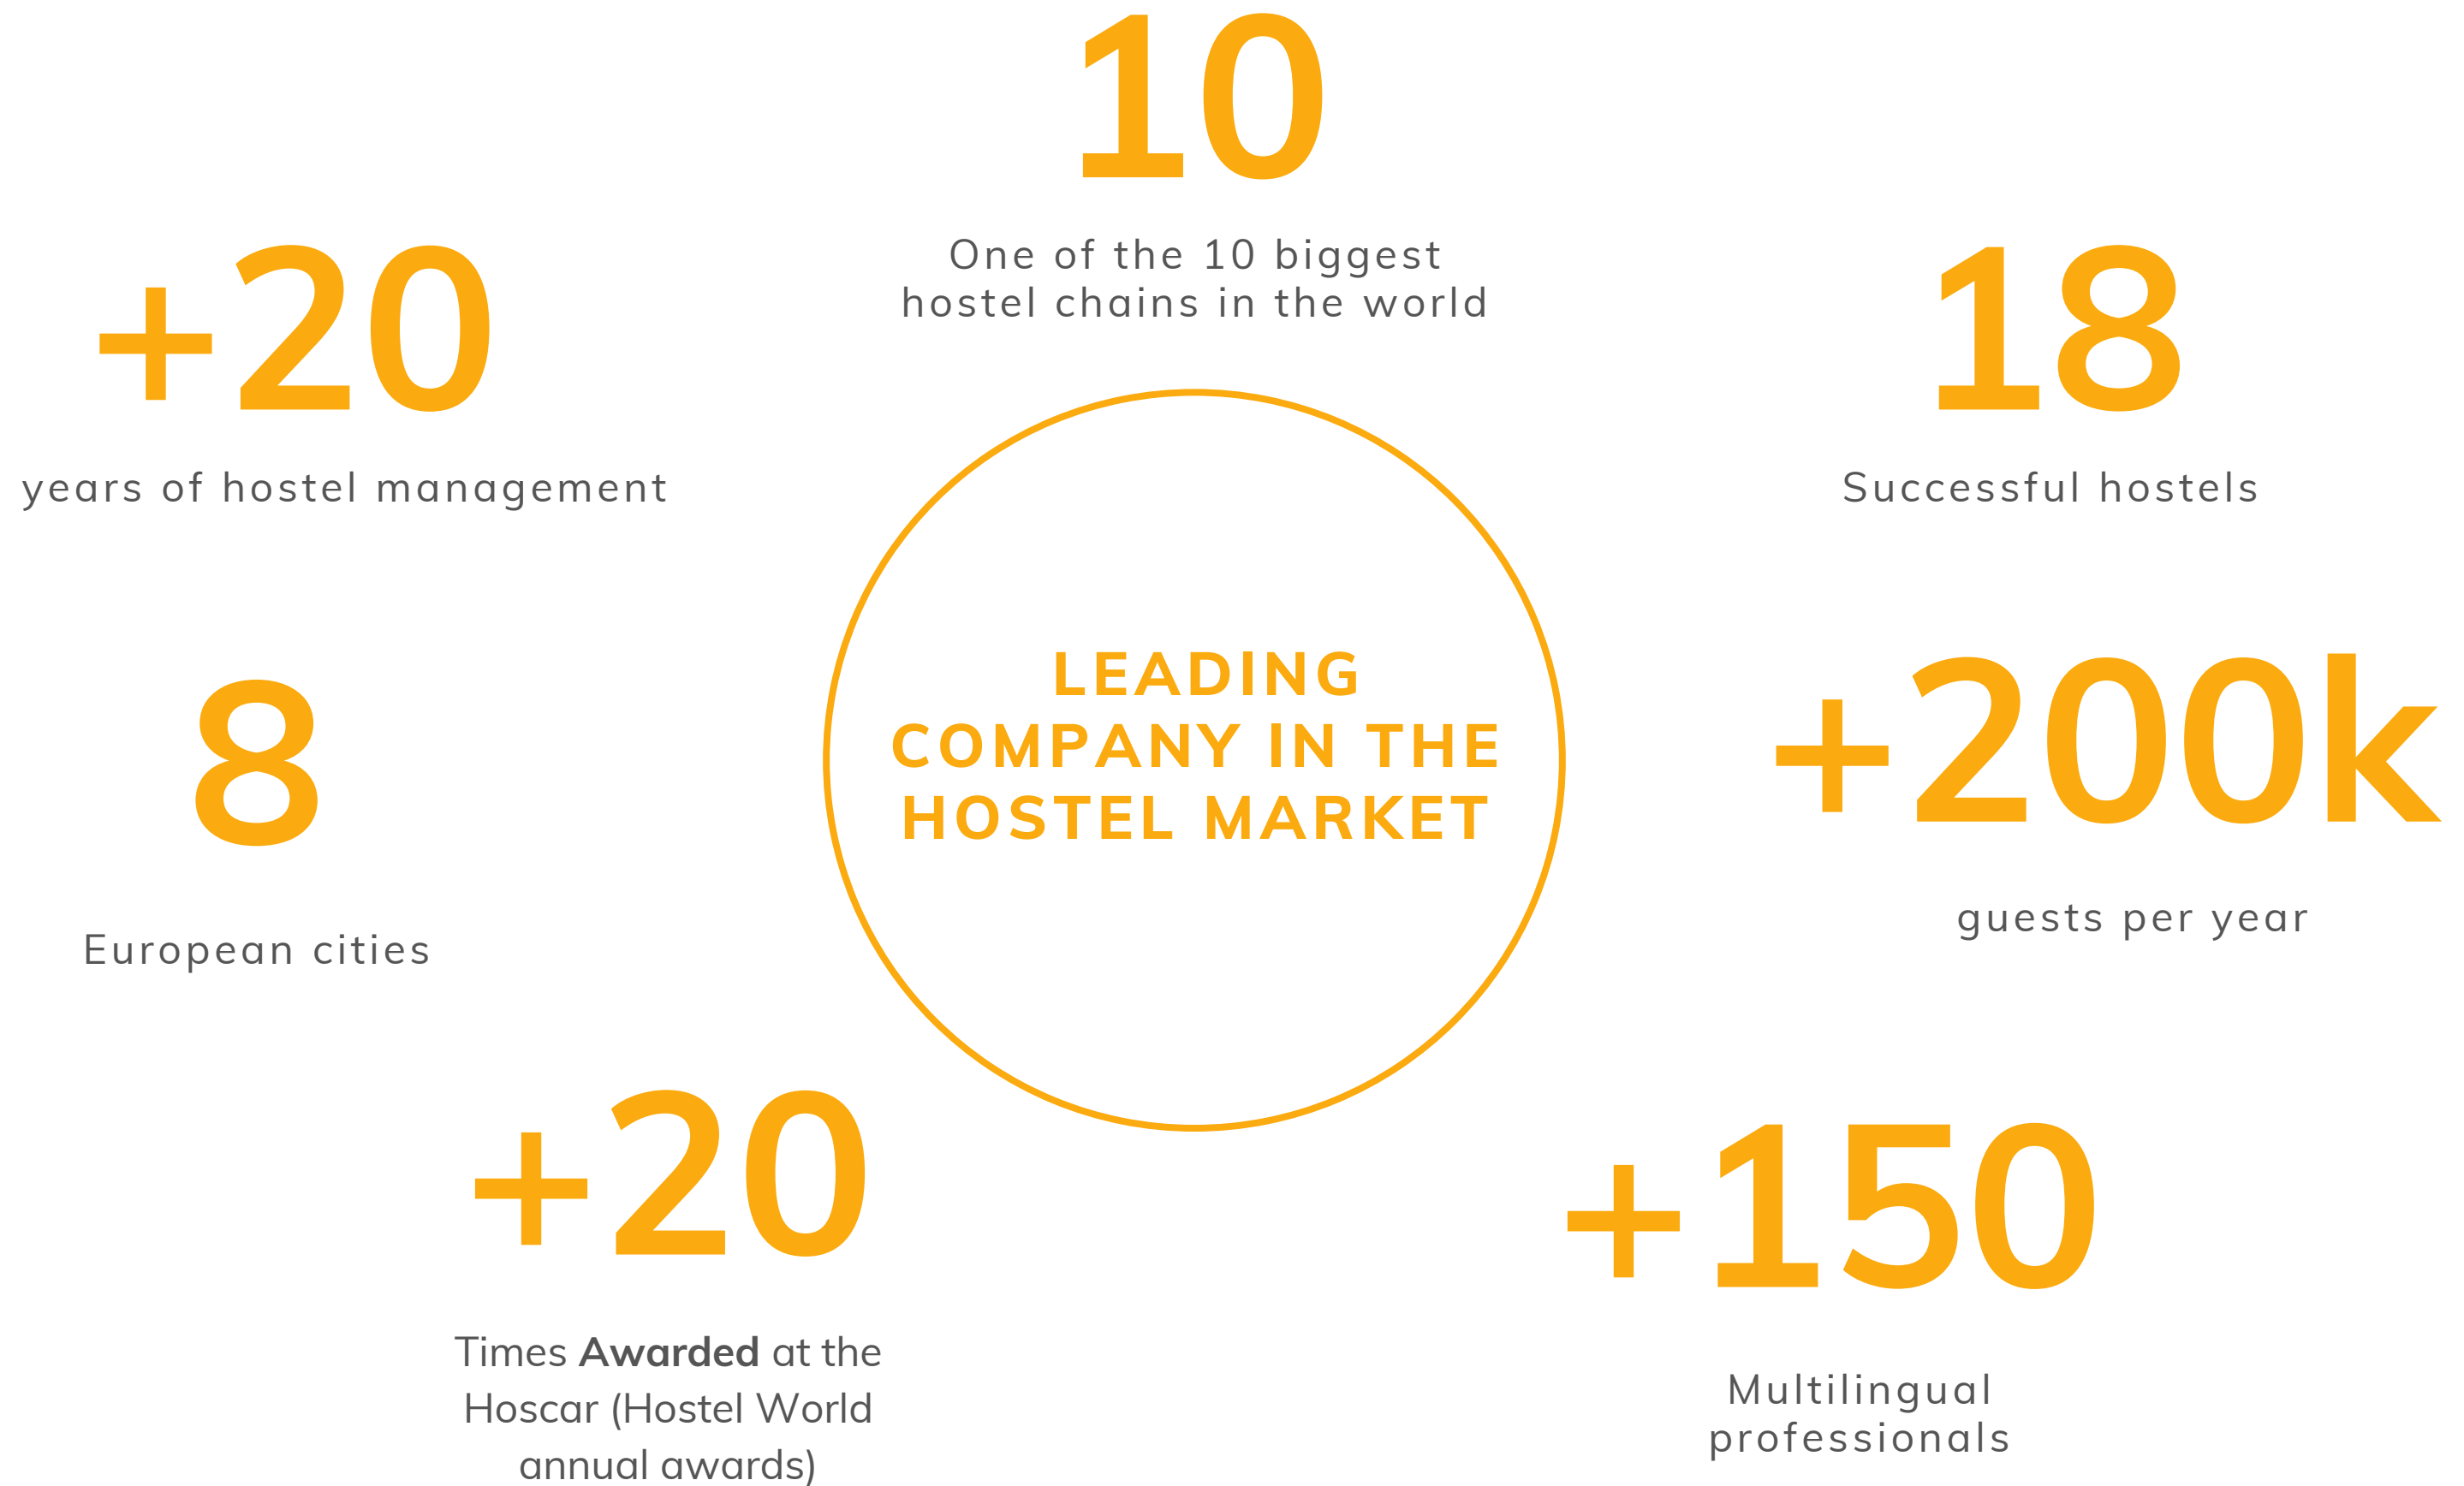 10
One of the 10 biggest
hostel chains in the world
+20
years of hostel management
18
Successful hostels
LEADING
COMPANY IN THE
HOSTEL MARKET
8
European cities
+200k
guests per year
+20
Times Awarded at the
Hoscar (Hostel World
annual awards)
+150
Multilingual
professionals